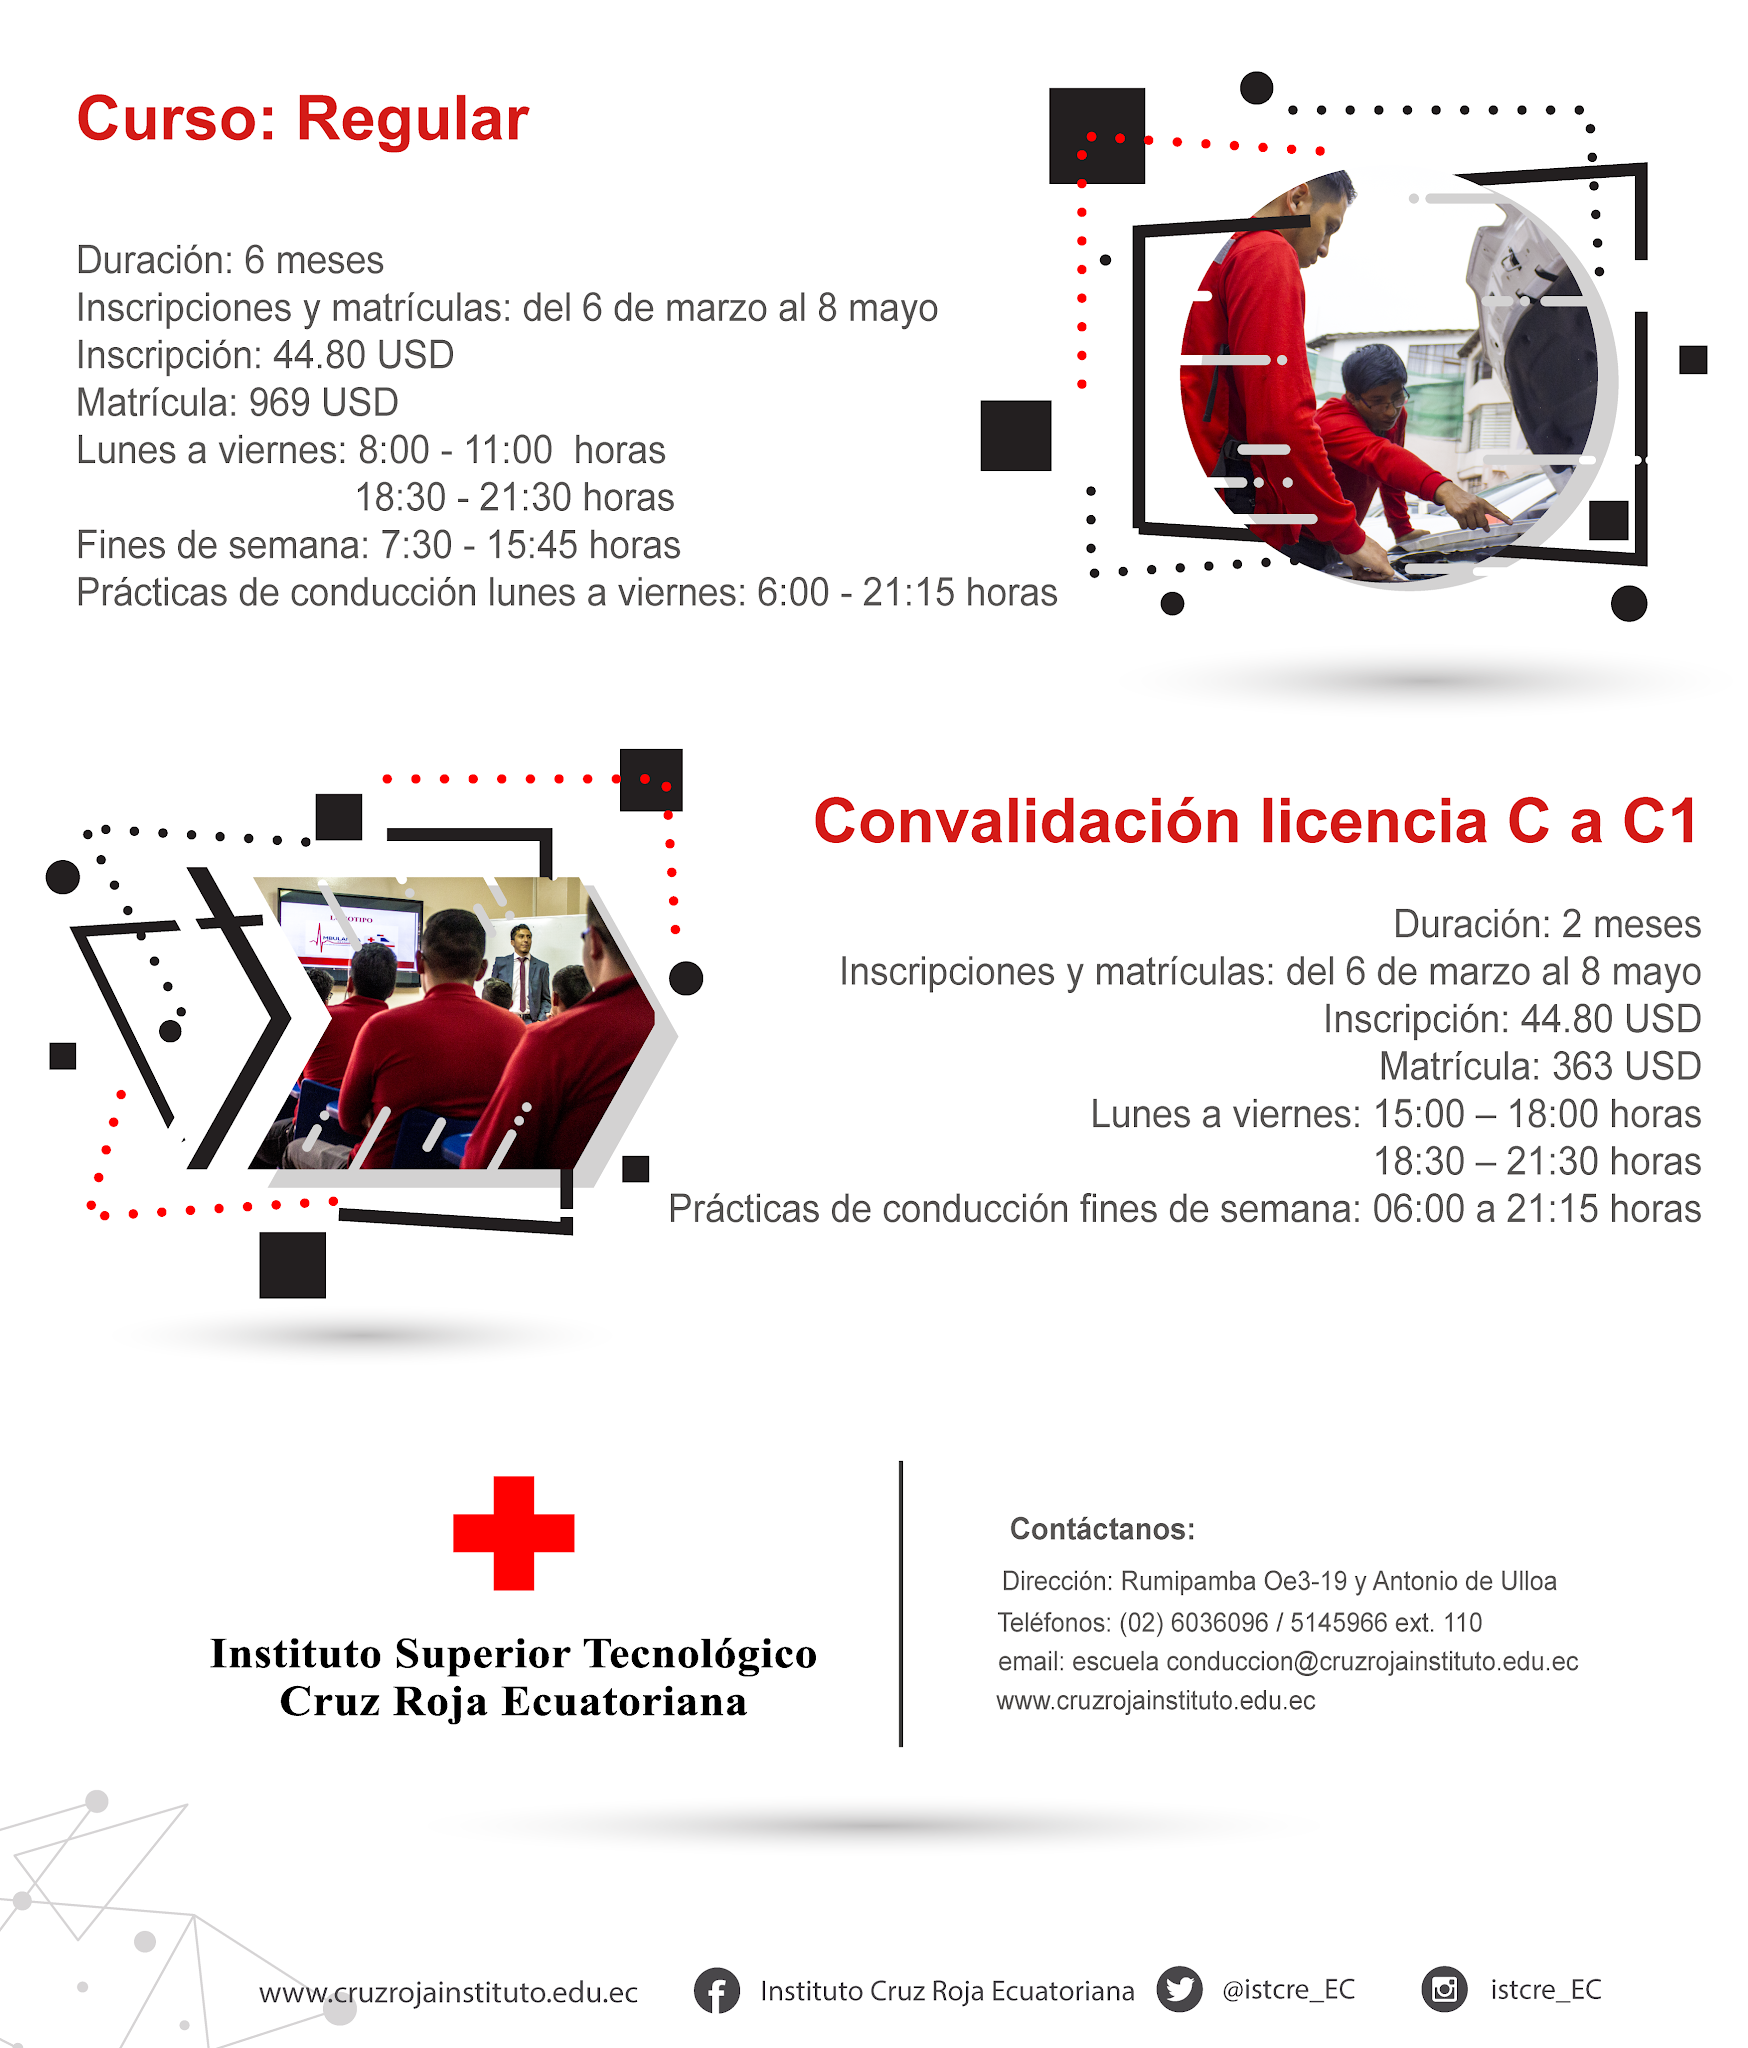 Curso: Regular
Duración: 6 meses
Inscripciones y matrículas: del 6 de marzo al 8 mayo
Inscripción: 44.80 USD
Matrícula: 969 USD
Lunes a viernes: 8:00 - 11:00 horas
18:30 - 21:30 horas
Fines de semana: 7:30 - 15:45 horas
Prácticas de conducción lunes a viernes: 6:00 - 21:15 horas
Convalidación licencia C a C1
Duración: 2 meses
Inscripciones y matrículas: del 6 de marzo al 8 mayo
Inscripción: 44.80 USD
Matrícula: 363 USD
Lunes a viernes: 15:00 – 18:00 horas
18:30 – 21:30 horas
Prácticas de conducción fines de semana: 06:00 a 21:15 horas
Instituto Superior Tecnológico
Cruz Roja Ecuatoriana
Contáctanos:
Dirección: Rumipamba Oe3-19 y Antonio de Ulloa
Teléfonos: (02) 6036096 / 5145966 ext. 110
email: escuela conduccion@cruzrojainstituto.edu.ec
www.cruzrojainstituto.edu.ec
www.cruzrojainstituto.edu.ec
Instituto Cruz Roja Ecuatoriana
@istcre_EC
istcre_EC